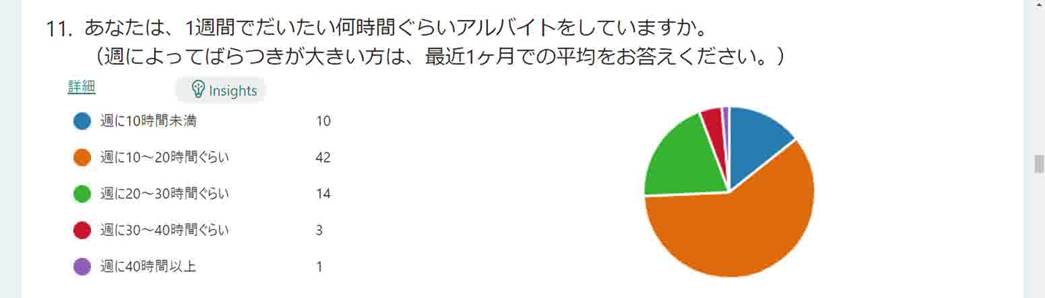 11. あなたは、1週間でだいたい何時間ぐらいアルバイトをしていますか。
（週によってばらつきが大きい方は、最近1ヶ月での平均をお答えください。）
詳細 Insights
週に10時間未満 10
週に10～20時間ぐらい 42
週に20～30時間ぐらい 14
週に30～40時間ぐらい 3
週に40時間以上 1